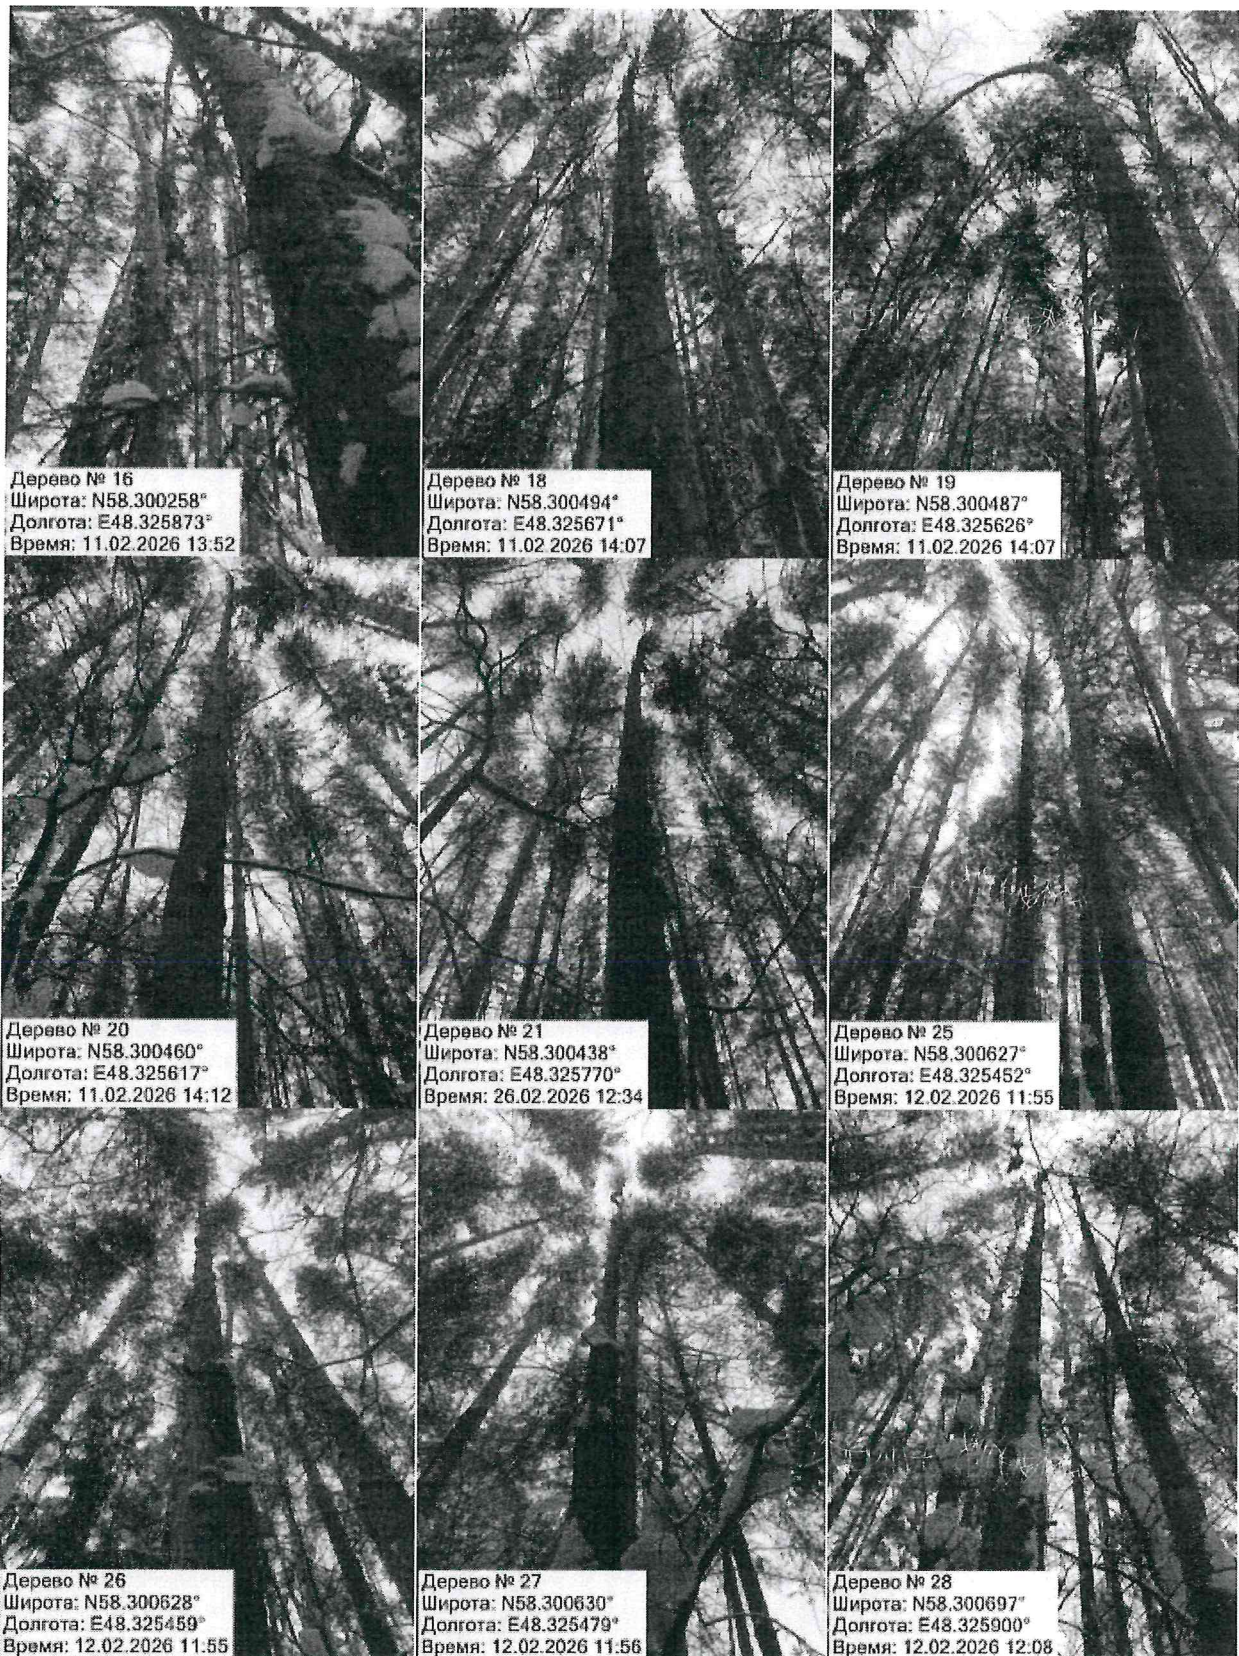 Дерево № 16
Широта: N58.300258°
Долгота: E48.325873°
Время: 11.02.2026 13:52
Дерево № 18
Широта: N58.300494°
Долгота: E48.325671°
Время: 11.02.2026 14:07
Дерево № 19
Широта: N58.300487°
Долгота: E48.325626°
Время: 11.02.2026 14:07
Дерево № 20
Широта: N58.300460°
Долгота: E48.325617°
Время: 11.02.2026 14:12
Дерево № 21
Широта: N58.300438°
Долгота: E48.325770°
Время: 26.02.2026 12:34
Дерево № 25
Широта: N58.300627°
Долгота: E48.325452°
Время: 12.02.2026 11:55
Дерево № 26
Широта: N58.300628°
Долгота: E48.325459°
Время: 12.02.2026 11:55
Дерево № 27
Широта: N58.300630°
Долгота: E48.325479°
Время: 12.02.2026 11:56
Дерево № 28
Широта: N58.300697°
Долгота: E48.325900°
Время: 12.02.2026 12:08